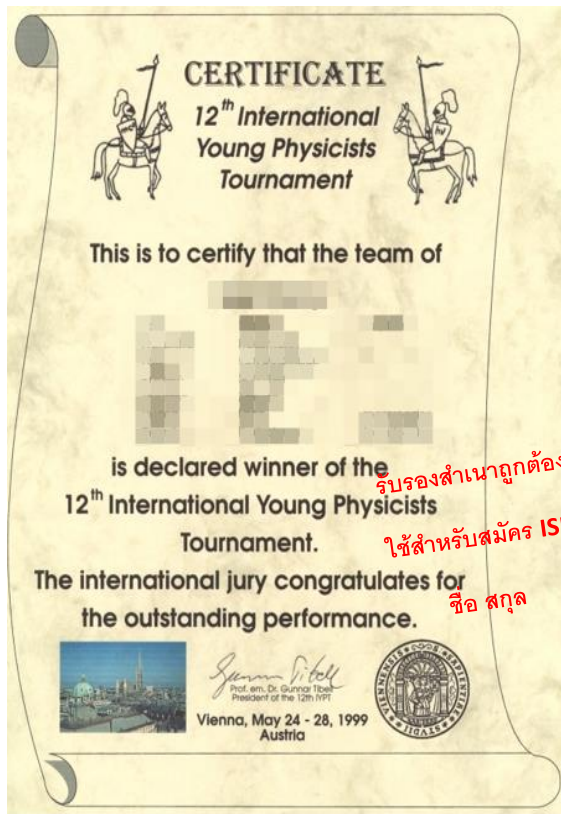 CERTIFICATE
12th International
Young Physicists
Tournament
This is to certify that the team of
is declared winner of the
12th International Young Physicists
Tournament.
The international jury congratulates for
the outstanding performance.
รับรองสำเนาถูกต้อง
ใช้สำหรับสมัคร
ชื่อ สกุล
Prof. em. Dr. Gunnar Tibell
President of the 12th IYPT
Vienna, May 24 - 28, 1999
Austria